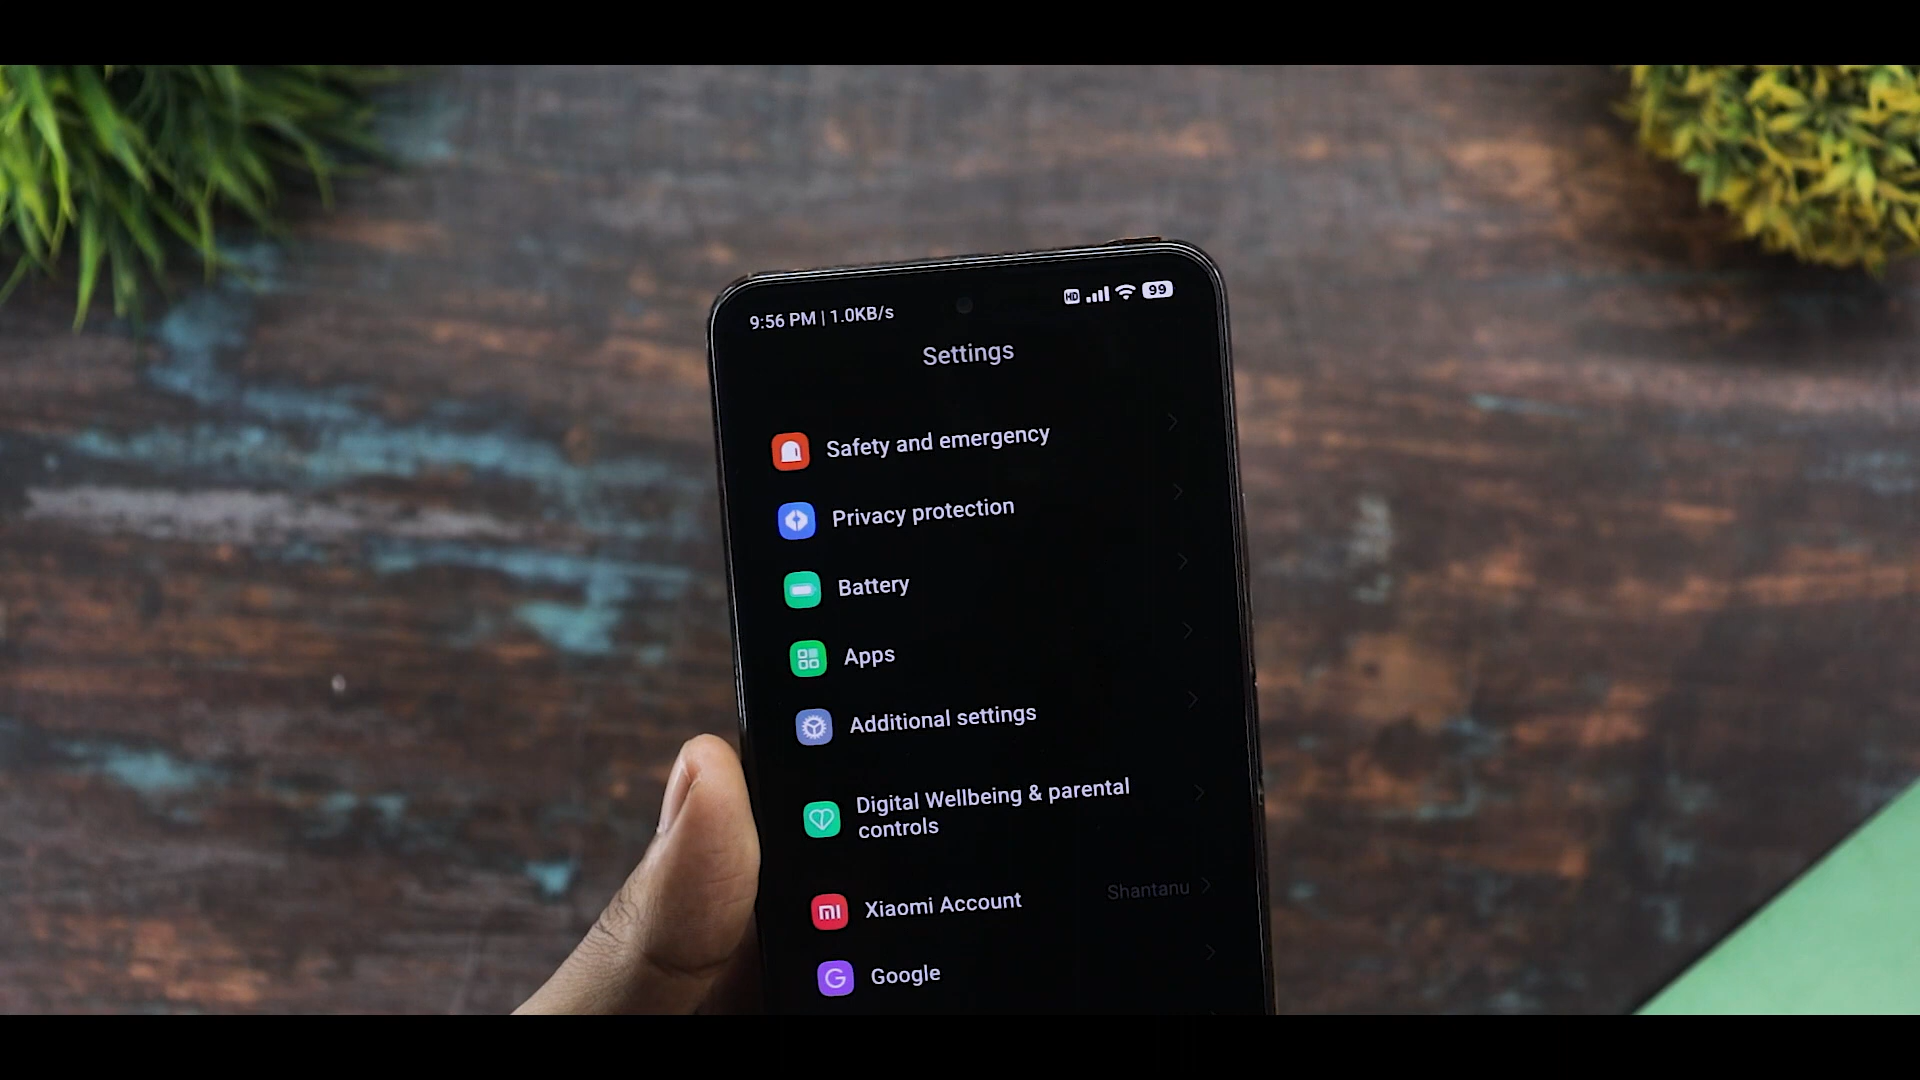 9:56 PM | 1.0KB/s HD 99
Settings
Safety and emergency
Privacy protection
Battery
Apps
Additional settings
Digital Wellbeing & parental
controls
mi Xiaomi Account Shantanu
G Google